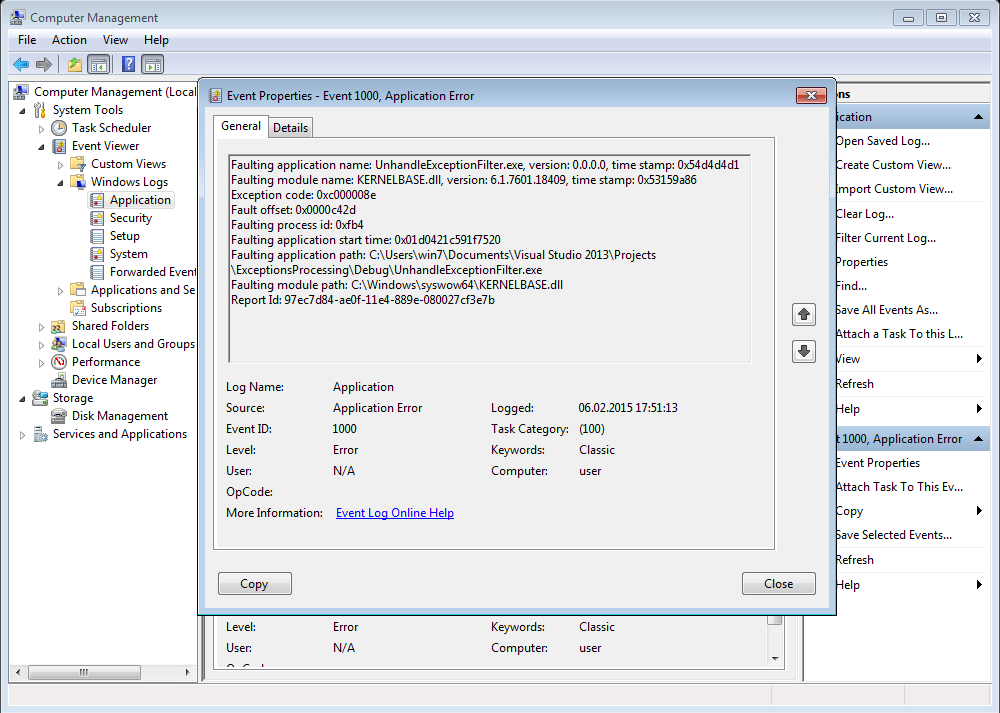 Computer Management
File Action View Help
Computer Management (Local
System Tools
Task Scheduler
Event Viewer
Custom Views
Windows Logs
Application
Security
Setup
System
Forwarded Event
Applications and Se
Subscriptions
Shared Folders
Local Users and Groups
Performance
Device Manager
Storage
Disk Management
Services and Applications
Event Properties - Event 1000, Application Error
General Details
Faulting application name: UnhandleExceptionFilter.exe, version: 0.0.0.0, time stamp: 0x54d4d4d1
Faulting module name: KERNELBASE.dll, version: 6.1.7601.18409, time stamp: 0x53159a86
Exception code: 0xc000008e
Fault offset: 0x0000c42d
Faulting process id: 0xfb4
Faulting application start time: 0x01d0421c591f7520
Faulting application path: C:\Users\win7\Documents\Visual Studio 2013\Projects
\ExceptionsProcessing\Debug\UnhandleExceptionFilter.exe
Faulting module path: C:\Windows\syswow64\KERNELBASE.dll
Report Id: 97ec7d84-ae0f-11e4-889e-080027cf3e7b
Log Name: Application
Source: Application Error Logged: 06.02.2015 17:51:13
Event ID: 1000 Task Category: (100)
Level: Error Keywords: Classic
User: N/A Computer: user
OpCode:
More Information: Event Log Online Help
Copy Close
Level: Error Keywords: Classic
User: N/A Computer: user
ons
ication
Open Saved Log...
Create Custom View...
Import Custom View...
Clear Log...
Filter Current Log...
Properties
Find...
Save All Events As...
Attach a Task To this L...
View
Refresh
Help
t 1000, Application Error
Event Properties
Attach Task To This Ev...
Copy
Save Selected Events...
Refresh
Help